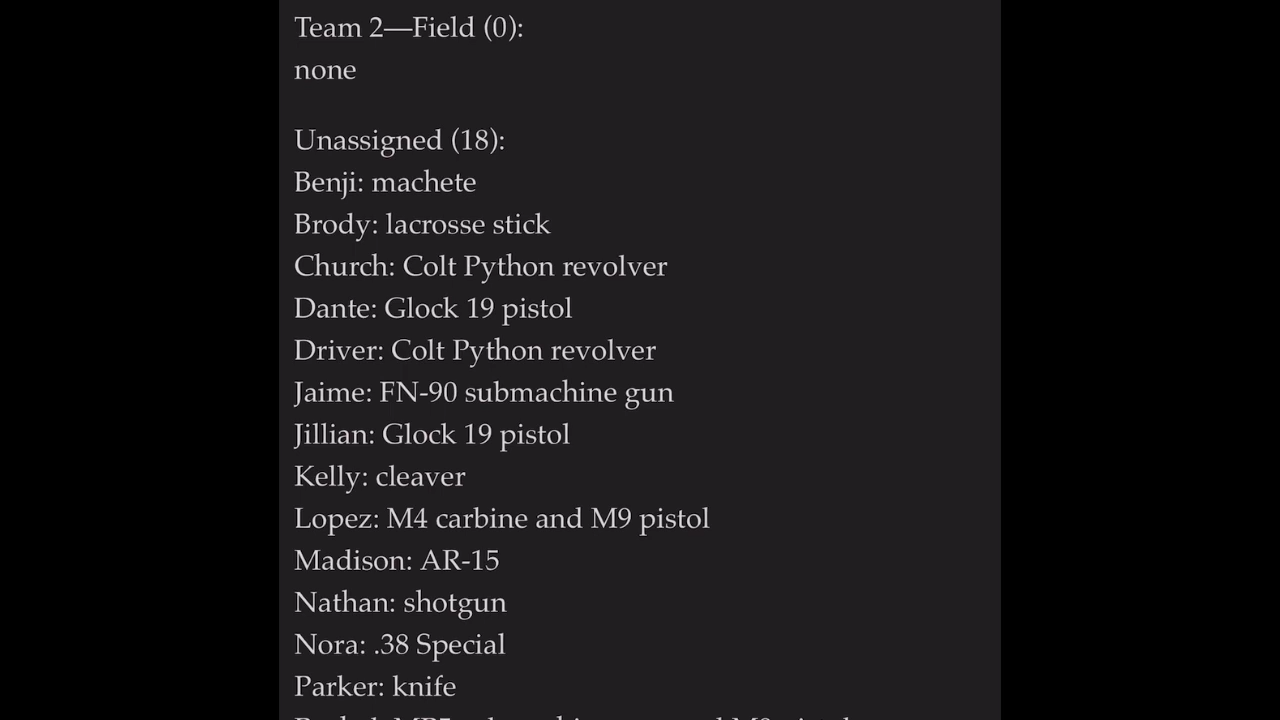 Team 2—Field (0):
none
Unassigned (18):
Benji: machete
Brody: lacrosse stick
Church: Colt Python revolver
Dante: Glock 19 pistol
Driver: Colt Python revolver
Jaime: FN-90 submachine gun
Jillian: Glock 19 pistol
Kelly: cleaver
Lopez: M4 carbine and M9 pistol
Madison: AR-15
Nathan: shotgun
Nora: .38 Special
Parker: knife